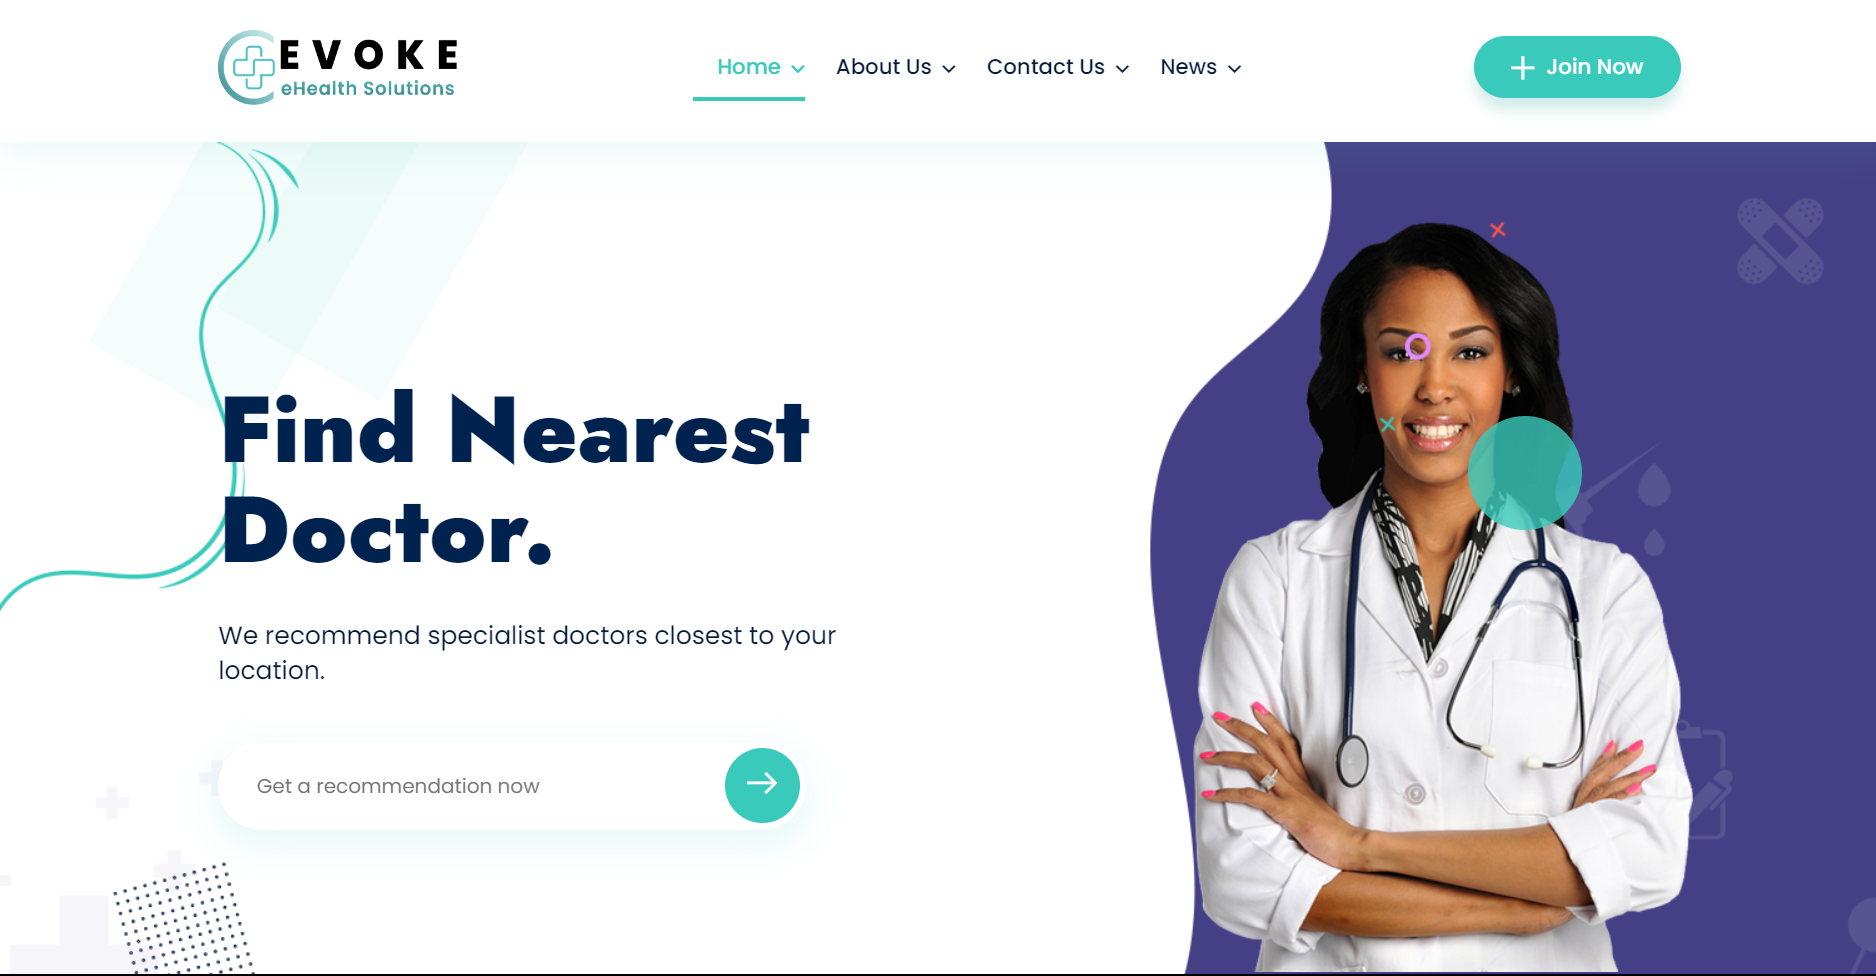 EVOKE
eHealth Solutions
Home
About Us
Contact Us
News
Join Now
Find Nearest
Doctor.
We recommend specialist doctors closest to your
location.
Get a recommendation now